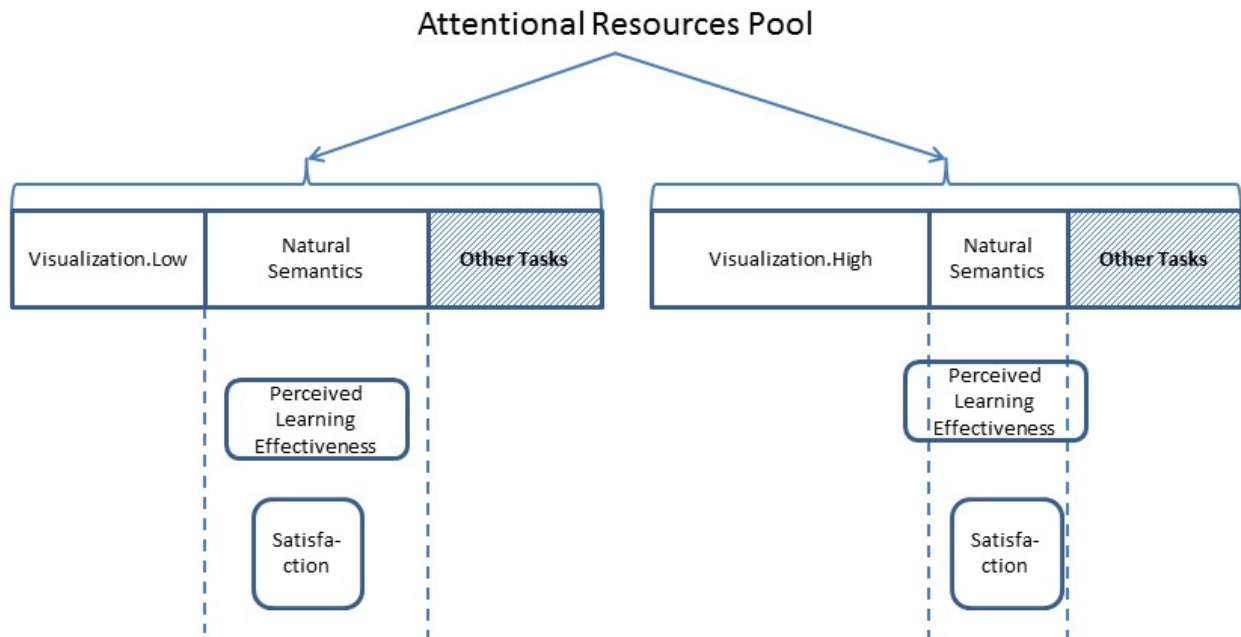 Attentional Resources Pool
Visualization.Low
Natural
Semantics
Other Tasks
Visualization.High
Natural
Semantics
Other Tasks
Perceived
Learning
Effectiveness
Perceived
Learning
Effectiveness
Satisfa-
ction
Satisfa-
ction